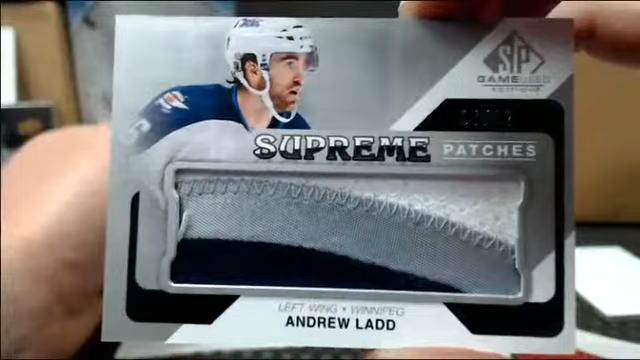 SP
GAME USED
EDITION
SUPREME PATCHES
LEFT WING • WINNIPEG
ANDREW LADD